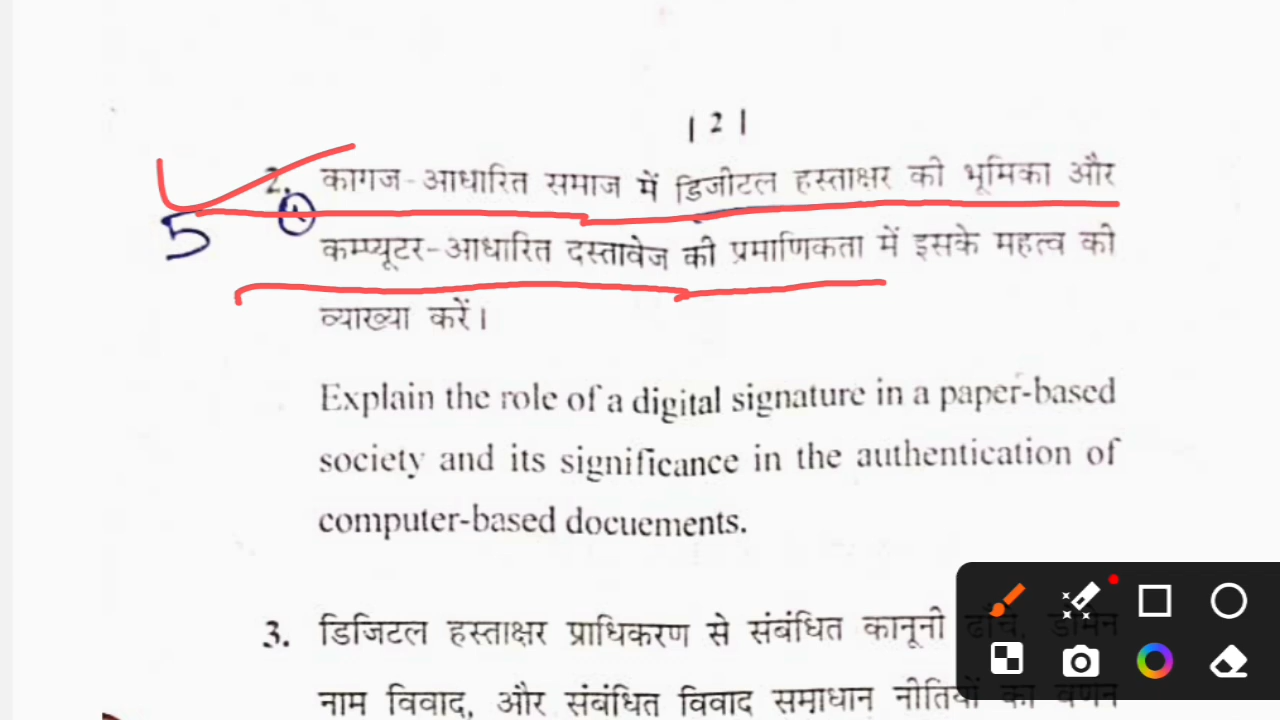 | 2 |
2. कागज-आधारित समाज में डिजीटल हस्ताक्षर की भूमिका और
5
कम्प्यूटर-आधारित दस्तावेज की प्रमाणिकता में इसके महत्व को
व्याख्या करें।
Explain the role of a digital signature in a paper-based
society and its significance in the authentication of
computer-based docuements.
3. डिजिटल हस्ताक्षर प्राधिकरण से संबंधित कानूनी ढाँचे, डोमेन
नाम विवाद, और संबंधित विवाद समाधान नीतियों का वर्णन